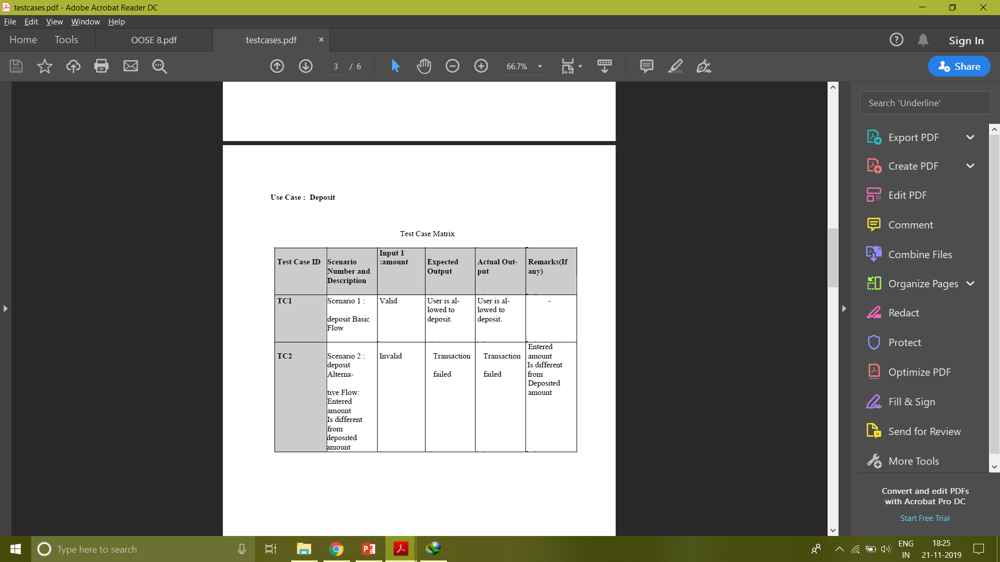 testcases.pdf - Adobe Acrobat Reader DC
File Edit View Window Help
Home Tools OOSE 8.pdf testcases.pdf × Sign In
3 / 6 66.7% Share
Search 'Underline'
Export PDF
Create PDF
Edit PDF
Comment
Combine Files
Organize Pages
Redact
Protect
Optimize PDF
Fill & Sign
Send for Review
More Tools
Convert and edit PDFs
with Acrobat Pro DC
Start Free Trial
Use Case : Deposit
Test Case Matrix
Test Case ID
Scenario
Number and
Description
Input 1
:amount
Expected
Output
Actual Out-
put
Remarks(If
any)
TC1
Scenario 1 :
deposit Basic
Flow
Valid
User is al-
lowed to
deposit.
User is al-
lowed to
deposit.
-
TC2
Scenario 2 :
deposit
Alterna-
tive Flow:
Entered
amount
Is different
from
deposited
amount
Invalid
Transaction
failed
Transaction
failed
Entered
amount
Is different
from
Deposited
amount
Type here to search
ENG
IN
18:25
21-11-2019